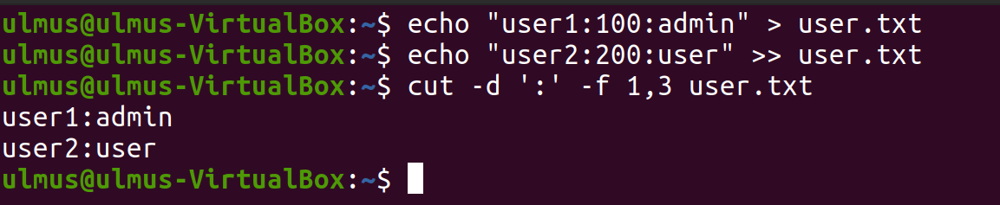 ulmus@ulmus-VirtualBox:~$ echo "user1:100:admin" > user.txt
ulmus@ulmus-VirtualBox:~$ echo "user2:200:user" >> user.txt
ulmus@ulmus-VirtualBox:~$ cut -d ':' -f 1,3 user.txt
user1:admin
user2:user
ulmus@ulmus-VirtualBox:~$